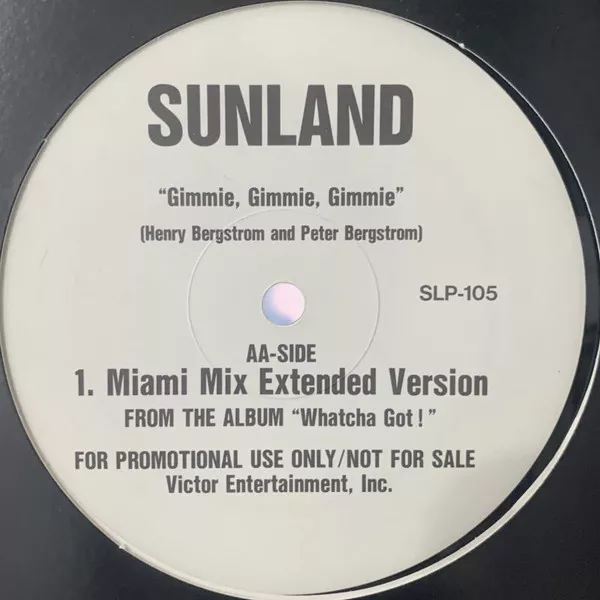 SUNLAND
“Gimmie, Gimmie, Gimmie”
(Henry Bergstrom and Peter Bergstrom)
SLP-105
AA-SIDE
1. Miami Mix Extended Version
FROM THE ALBUM “Whatcha Got!”
FOR PROMOTIONAL USE ONLY/NOT FOR SALE
Victor Entertainment, Inc.